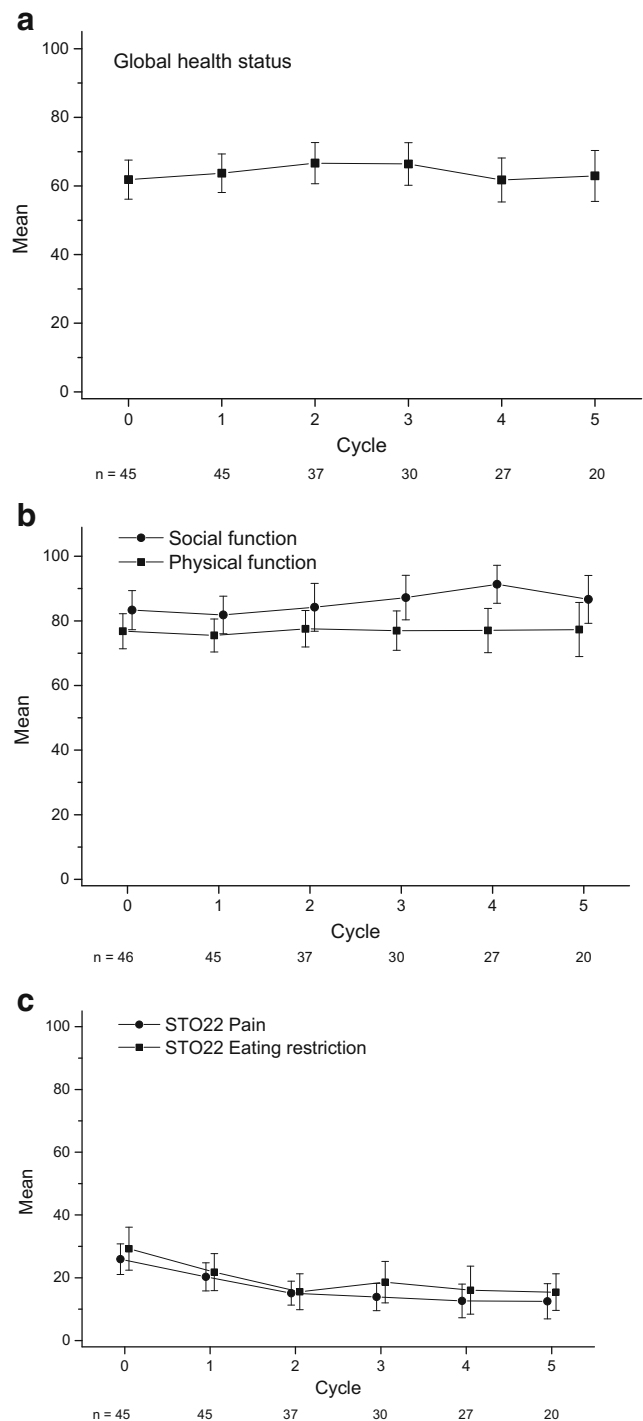 a
Global health status
100
80
60
40
20
0
Mean
0 1 2 3 4 5
Cycle
n = 45 45 37 30 27 20
b
Social function
Physical function
100
80
60
40
20
0
Mean
0 1 2 3 4 5
Cycle
n = 46 45 37 30 27 20
c
STO22 Pain
STO22 Eating restriction
100
80
60
40
20
0
Mean
0 1 2 3 4 5
Cycle
n = 45 45 37 30 27 20